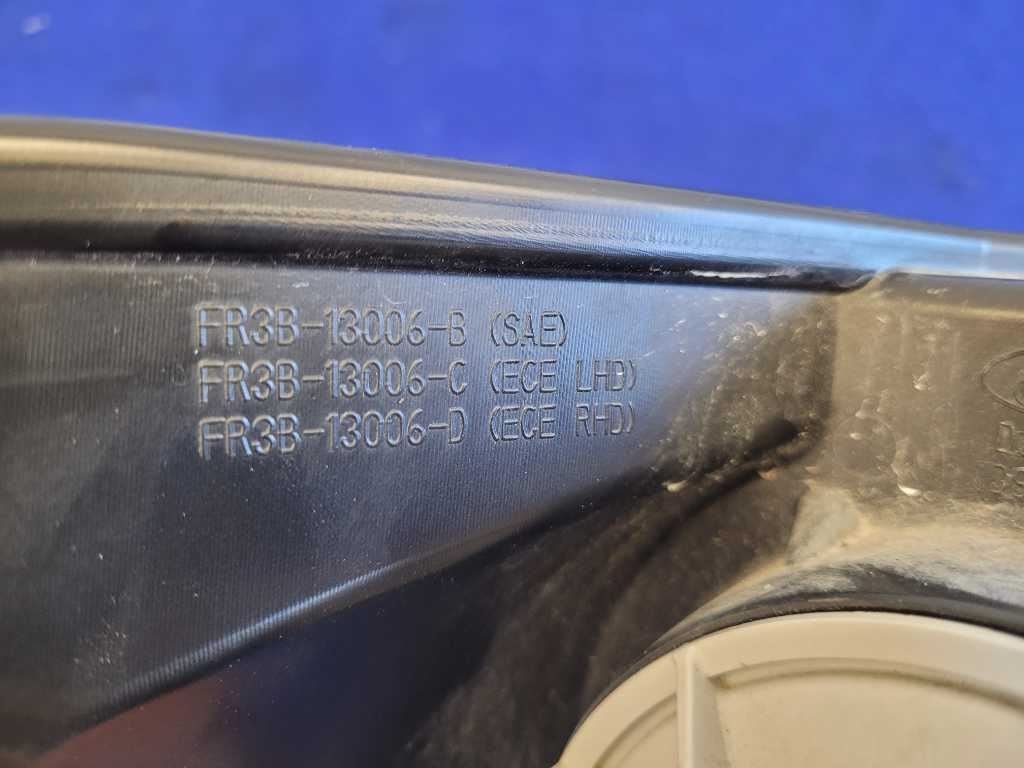 FR3B-13006-B (SAE)
FR3B-13006-C (ECE LHD)
FR3B-13006-D (ECE RHD)